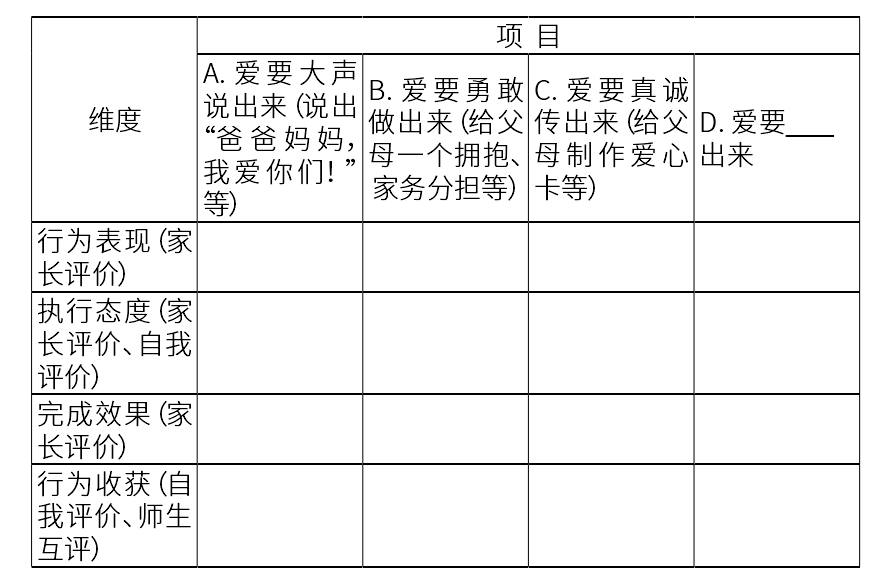 维度
项 目
A. 爱要大声
说出来(说出
“爸爸妈妈,
我爱你们!”
等)
B. 爱要勇敢
做出来(给父
母一个拥抱、
家务分担等)
C. 爱要真诚
传出来(给父
母制作爱心
卡等)
D. 爱要____
出来
行为表现(家
长评价)
执行态度(家
长评价、自我
评价)
完成效果(家
长评价)
行为收获(自
我评价、师生
互评)